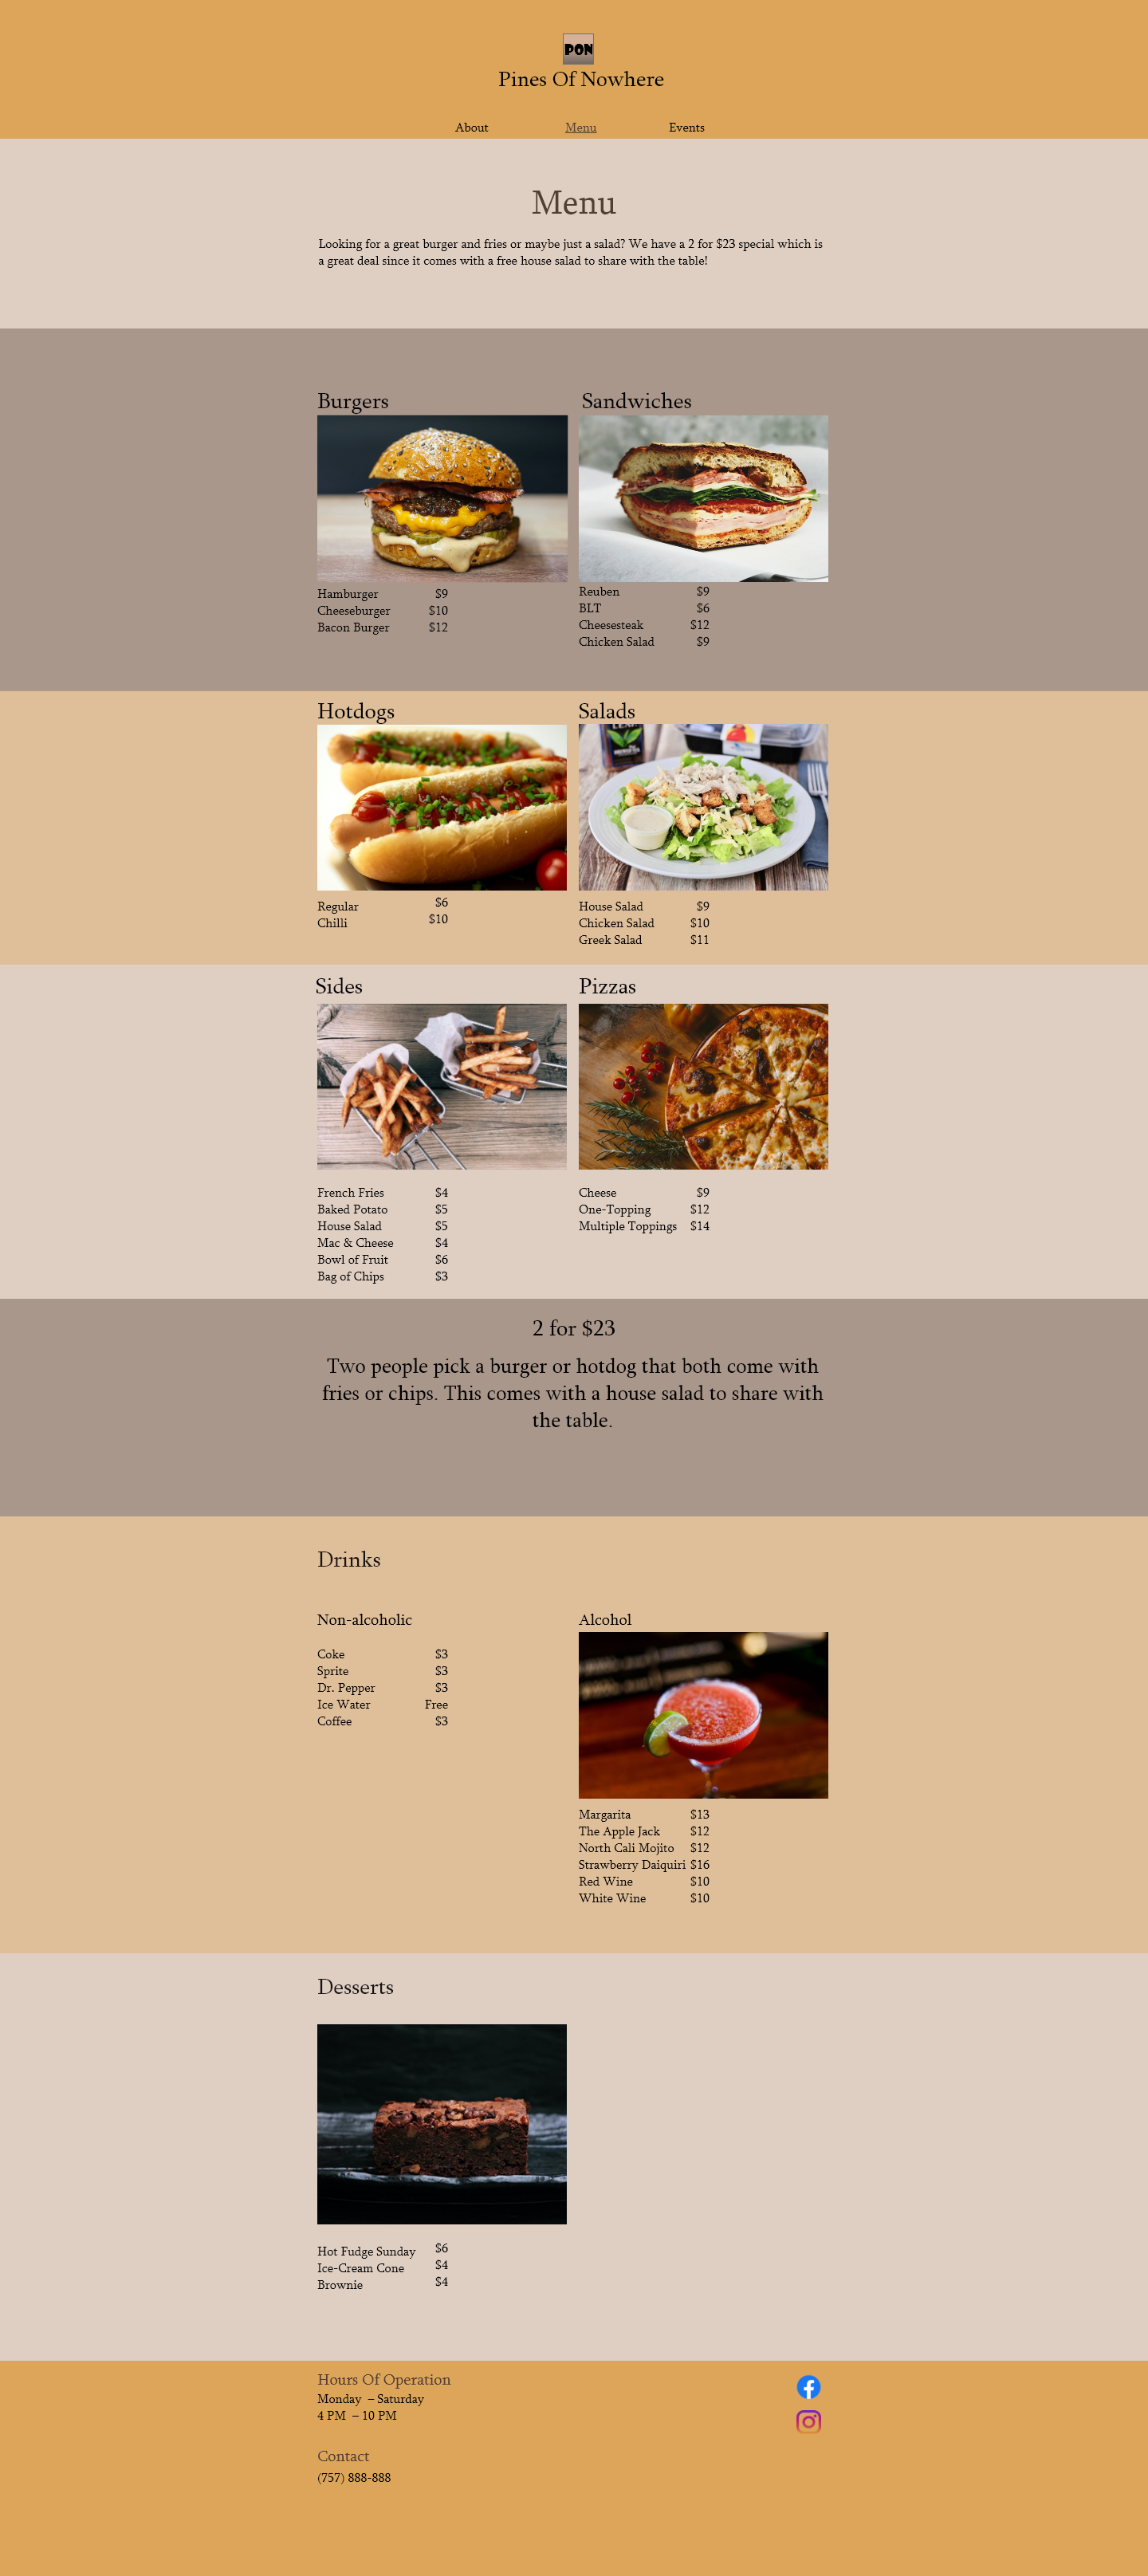 PON
Pines Of Nowhere
About Menu Events
Menu
Looking for a great burger and fries or maybe just a salad? We have a 2 for $23 special which is
a great deal since it comes with a free house salad to share with the table!
Burgers
Hamburger $9
Cheeseburger $10
Bacon Burger $12
Sandwiches
Reuben $9
BLT $6
Cheesesteak $12
Chicken Salad $9
Hotdogs
Regular $6
Chilli $10
Salads
House Salad $9
Chicken Salad $10
Greek Salad $11
Sides
French Fries $4
Baked Potato $5
House Salad $5
Mac & Cheese $4
Bowl of Fruit $6
Bag of Chips $3
Pizzas
Cheese $9
One-Topping $12
Multiple Toppings $14
2 for $23
Two people pick a burger or hotdog that both come with
fries or chips. This comes with a house salad to share with
the table.
Drinks
Non-alcoholic
Coke $3
Sprite $3
Dr. Pepper $3
Ice Water Free
Coffee $3
Alcohol
Margarita $13
The Apple Jack $12
North Cali Mojito $12
Strawberry Daiquiri $16
Red Wine $10
White Wine $10
Desserts
Hot Fudge Sunday $6
Ice-Cream Cone $4
Brownie $4
Hours Of Operation
Monday – Saturday
4 PM – 10 PM
Contact
(757) 888-888